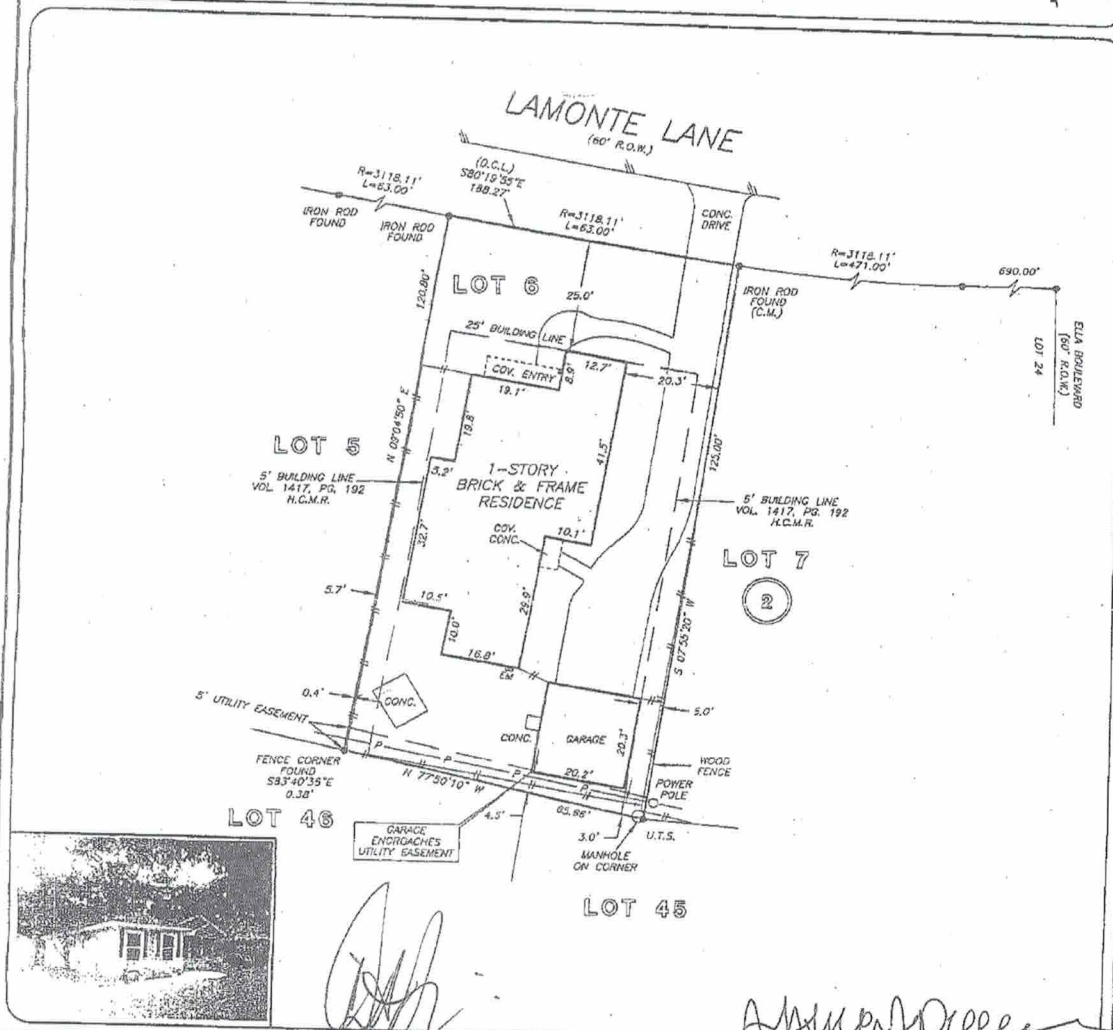 LAMONTE LANE
(60' R.O.W.)
(D.C.L.)
S80°19'55"E
188.27'
R=3118.11'
L=63.00'
IRON ROD
FOUND
IRON ROD
FOUND
R=3118.11'
L=63.00'
CONC.
DRIVE
R=3118.11'
L=471.00'
690.00'
IRON ROD
FOUND
(C.M.)
ELLA BOULEVARD
(60' R.O.W.)
LOT 24
LOT 6
120.80'
25.0'
25' BUILDING LINE
COV. ENTRY
8.9'
12.7'
20.3'
19.1'
19.8'
N 09°04'50" E
125.00'
LOT 5
5' BUILDING LINE
VOL. 1417, PG. 192
H.C.M.R.
5.2'
1-STORY
BRICK & FRAME
RESIDENCE
41.5'
5' BUILDING LINE
VOL. 1417, PG. 192
H.C.M.R.
32.7'
COV.
CONC.
10.1'
LOT 7
2
5.7'
10.5'
10.0'
29.9'
16.8'
EM
S 07°55'20" W
0.4'
CONC.
5' UTILITY EASEMENT
5.0'
CONC.
GARAGE
20.3'
20.2'
WOOD
FENCE
POWER
POLE
P
P
P
P
P
FENCE CORNER
FOUND
S83°40'35"E
0.38'
N 77°50'10" W
65.86'
LOT 46
GARAGE
ENCROACHES
UTILITY EASEMENT
4.5'
3.0'
U.T.S.
MANHOLE
ON CORNER
LOT 45